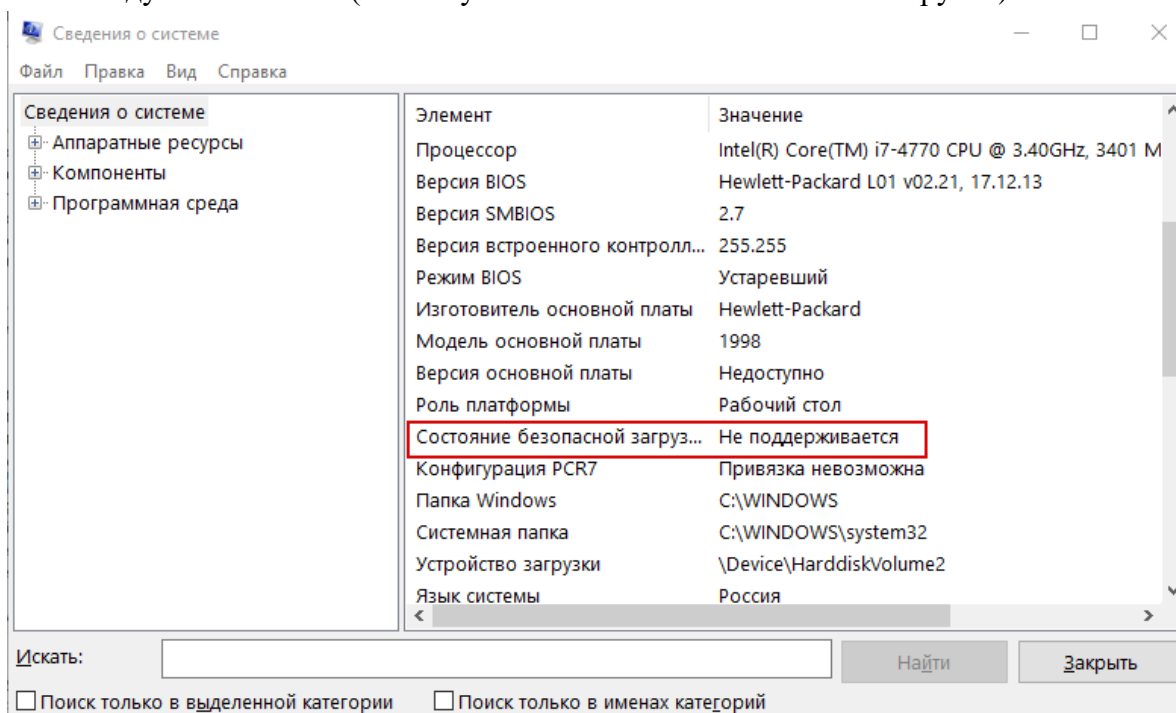 Сведения о системе
Файл Правка Вид Справка
Сведения о системе
Аппаратные ресурсы
Компоненты
Программная среда
Элемент Значение
Процессор Intel(R) Core(TM) i7-4770 CPU @ 3.40GHz, 3401 M
Версия BIOS Hewlett-Packard L01 v02.21, 17.12.13
Версия SMBIOS 2.7
Версия встроенного контролл... 255.255
Режим BIOS Устаревший
Изготовитель основной платы Hewlett-Packard
Модель основной платы 1998
Версия основной платы Недоступно
Роль платформы Рабочий стол
Состояние безопасной загруз... Не поддерживается
Конфигурация PCR7 Привязка невозможна
Папка Windows C:\WINDOWS
Системная папка C:\WINDOWS\system32
Устройство загрузки \Device\HarddiskVolume2
Язык системы Россия
Искать: Найти Закрыть
Поиск только в выделенной категории Поиск только в именах категорий